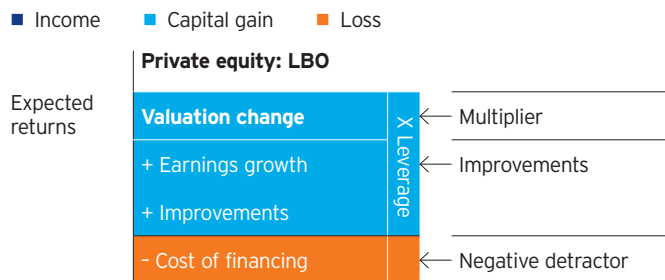 Income Capital gain Loss
Private equity: LBO
Expected
returns
Valuation change
+ Earnings growth
+ Improvements
- Cost of financing
X Leverage
Multiplier
Improvements
Negative detractor